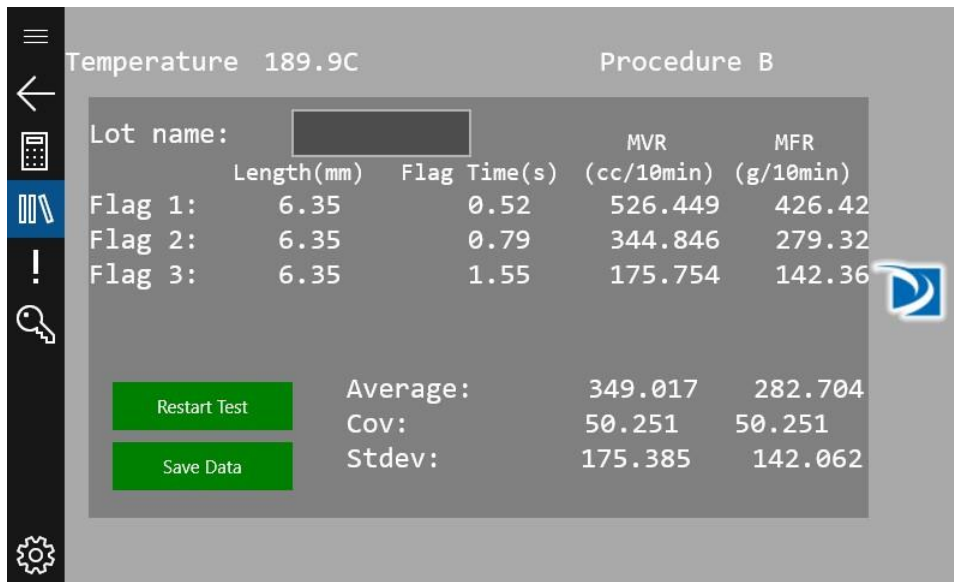 Temperature 189.9C Procedure B
Lot name: MVR MFR
Length(mm) Flag Time(s) (cc/10min) (g/10min)
Flag 1: 6.35 0.52 526.449 426.42
Flag 2: 6.35 0.79 344.846 279.32
Flag 3: 6.35 1.55 175.754 142.36
Average: 349.017 282.704
Restart Test
Cov: 50.251 50.251
Stdev: 175.385 142.062
Save Data